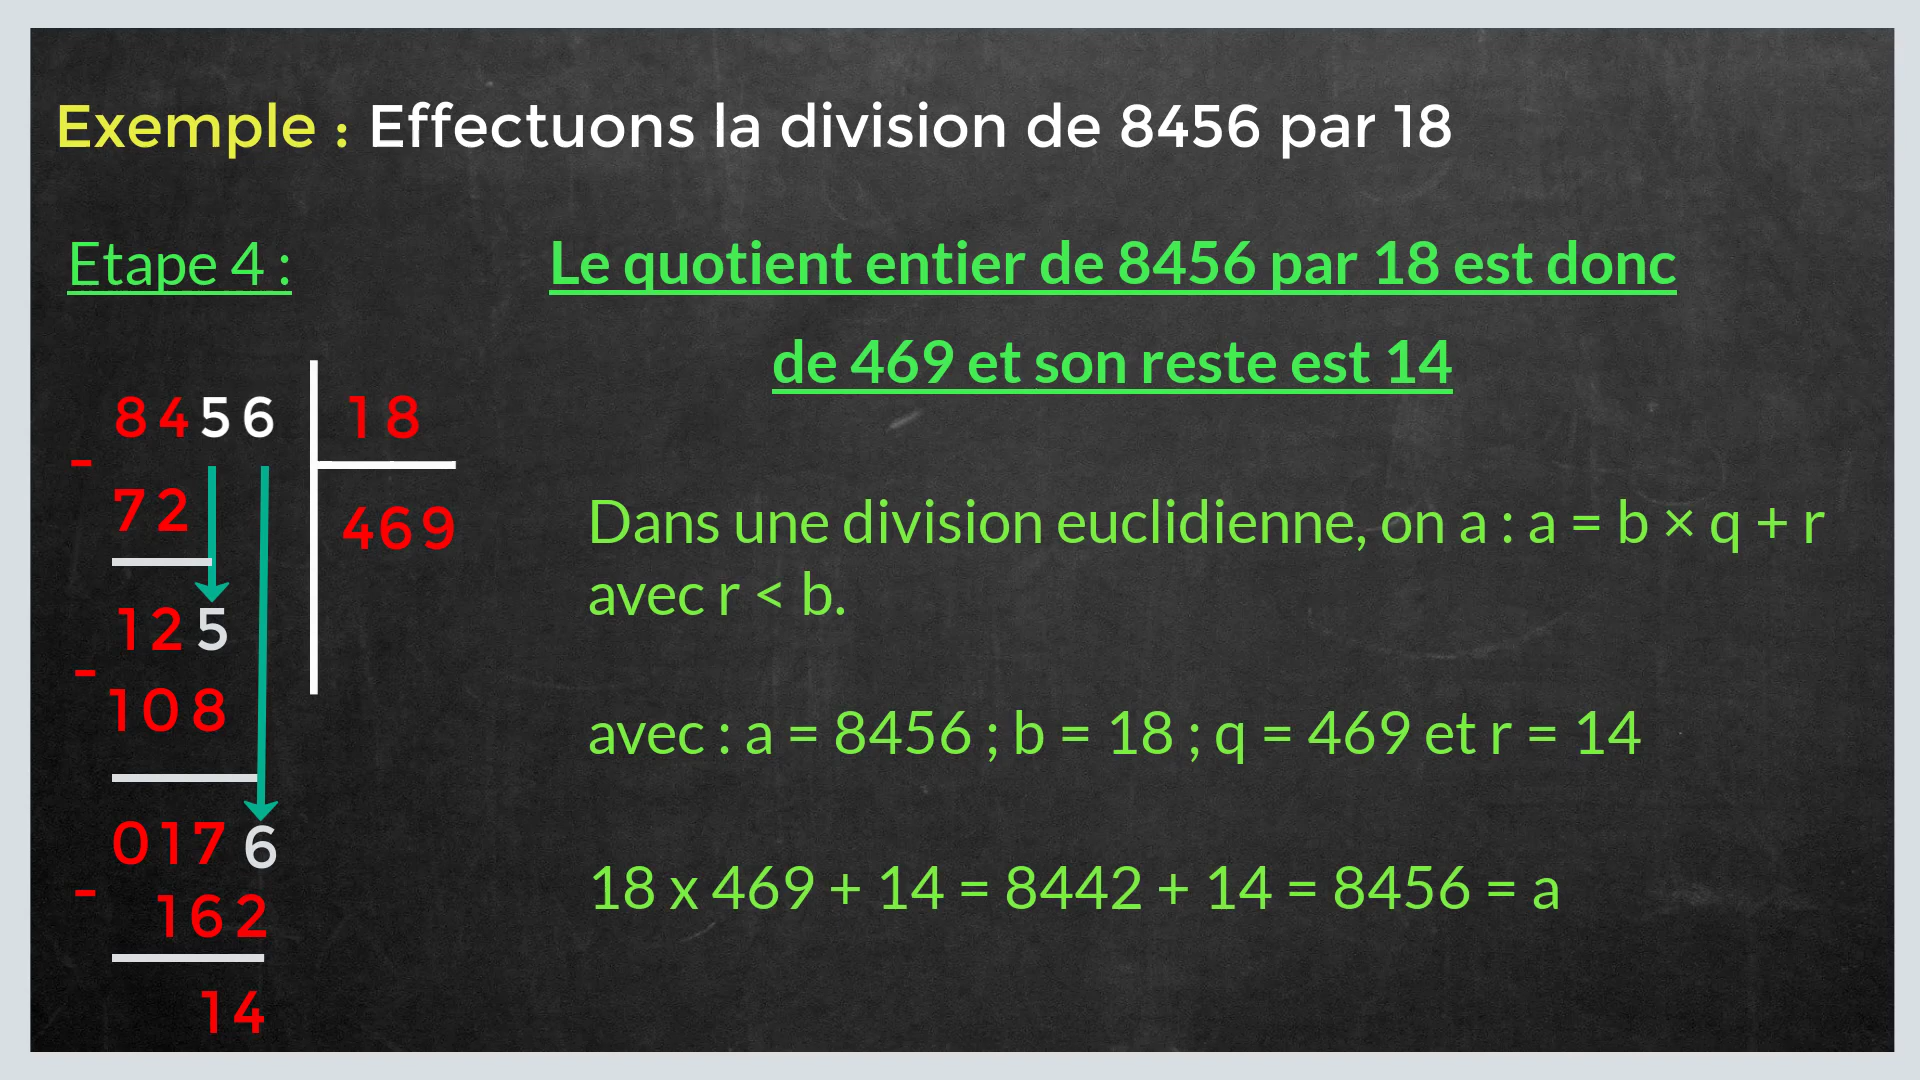 Exemple : Effectuons la division de 8456 par 18
Etape 4 :
Le quotient entier de 8456 par 18 est donc
de 469 et son reste est 14
8456 18
-
72 469
125
-
108
017 6
-
162
14
Dans une division euclidienne, on a : a = b × q + r
avec r < b.
avec : a = 8456 ; b = 18 ; q = 469 et r = 14
18 x 469 + 14 = 8442 + 14 = 8456 = a